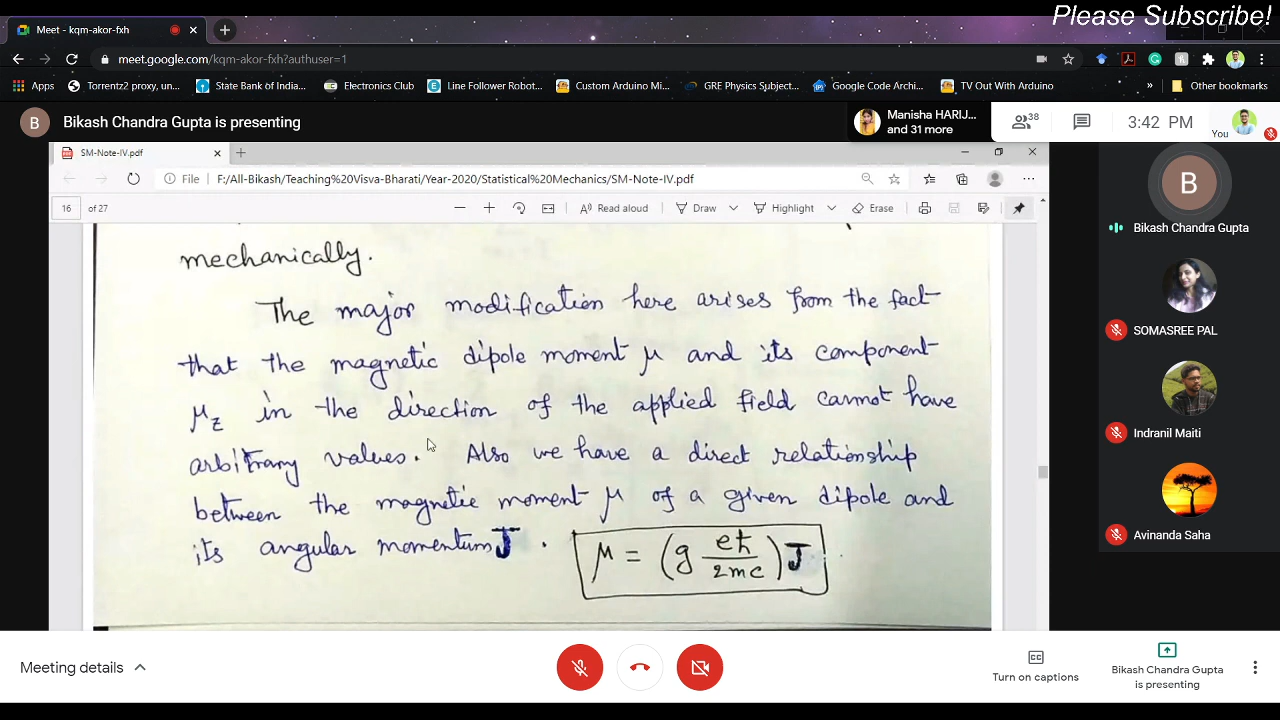 Please Subscribe!
Meet - kqm-akor-fxh
meet.google.com/kqm-akor-fxh?authuser=1
Apps Torrentz2 proxy, un... State Bank of India... Electronics Club Line Follower Robot... Custom Arduino Mi... GRE Physics Subject... Google Code Archi... TV Out With Arduino » Other bookmarks
B Bikash Chandra Gupta is presenting
Manisha HARIJ...
and 31 more
38
3:42 PM
You
SM-Note-IV.pdf
File F:/All-Bikash/Teaching%20Visva-Bharati/Year-2020/Statistical%20Mechanics/SM-Note-IV.pdf
16 of 27 Read aloud Draw Highlight Erase
mechanically.
The major modification here arises from the fact
that the magnetic dipole moment μ and its component
μz in the direction of the applied field cannot have
arbitrary values. Also we have a direct relationship
between the magnetic moment μ of a given dipole and
its angular momentum J.
μ = (g eħ/2mc) J
B
Bikash Chandra Gupta
SOMASREE PAL
Indranil Maiti
Avinanda Saha
Meeting details
Turn on captions
Bikash Chandra Gupta
is presenting